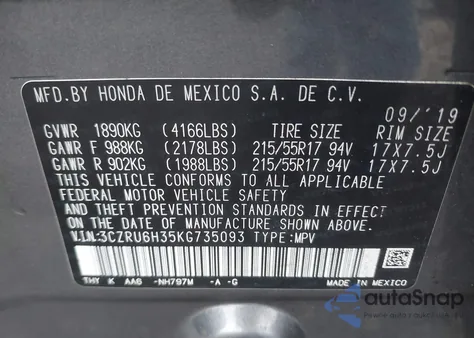 MFD.BY HONDA DE MEXICO S.A. DE C.V.
09/'19
GVWR 1890KG (4166LBS) TIRE SIZE RIM SIZE
GAWR F 988KG (2178LBS) 215/55R17 94V 17X7.5J
GAWR R 902KG (1988LBS) 215/55R17 94V 17X7.5J
THIS VEHICLE CONFORMS TO ALL APPLICABLE
FEDERAL MOTOR VEHICLE SAFETY
AND THEFT PREVENTION STANDARDS IN EFFECT
ON THE DATE OF MANUFACTURE SHOWN ABOVE.
V.I.N:3CZRU6H35KG735093 TYPE:MPV
THY K AA6 -NH797M -A -G
MADE IN MEXICO
autoSnap